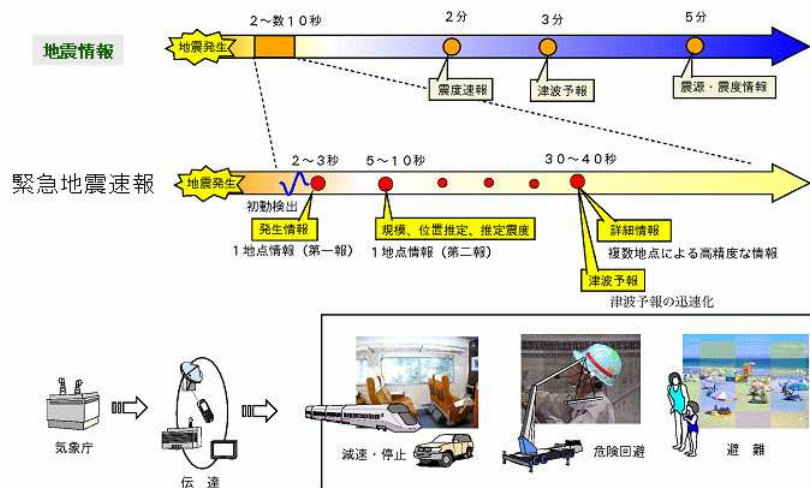 2〜数10秒
2分
3分
5分
地震情報
地震発生
震度速報
津波予報
震源・震度情報
2〜3秒
5〜10秒
30〜40秒
緊急地震速報
地震発生
初動検出
発生情報
規模、位置推定、推定震度
詳細情報
1地点情報（第一報）
1地点情報（第二報）
複数地点による高精度な情報
津波予報
津波予報の迅速化
気象庁
伝達
減速・停止
危険回避
避難